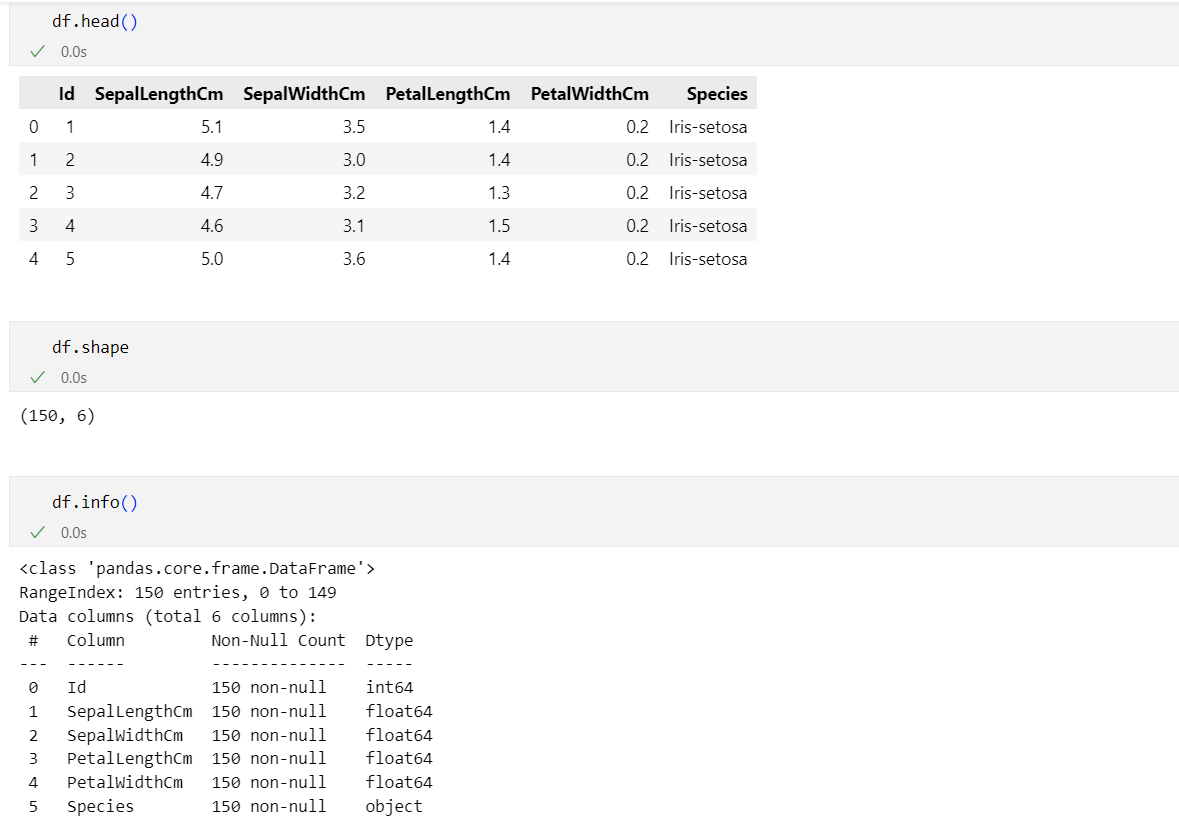 df.head()
0.0s
Id SepalLengthCm SepalWidthCm PetalLengthCm PetalWidthCm Species
0 1 5.1 3.5 1.4 0.2 Iris-setosa
1 2 4.9 3.0 1.4 0.2 Iris-setosa
2 3 4.7 3.2 1.3 0.2 Iris-setosa
3 4 4.6 3.1 1.5 0.2 Iris-setosa
4 5 5.0 3.6 1.4 0.2 Iris-setosa
df.shape
0.0s
(150, 6)
df.info()
0.0s
<class 'pandas.core.frame.DataFrame'>
RangeIndex: 150 entries, 0 to 149
Data columns (total 6 columns):
 #   Column         Non-Null Count  Dtype
---  ------         --------------  -----
 0   Id             150 non-null    int64
 1   SepalLengthCm  150 non-null    float64
 2   SepalWidthCm   150 non-null    float64
 3   PetalLengthCm  150 non-null    float64
 4   PetalWidthCm   150 non-null    float64
 5   Species        150 non-null    object